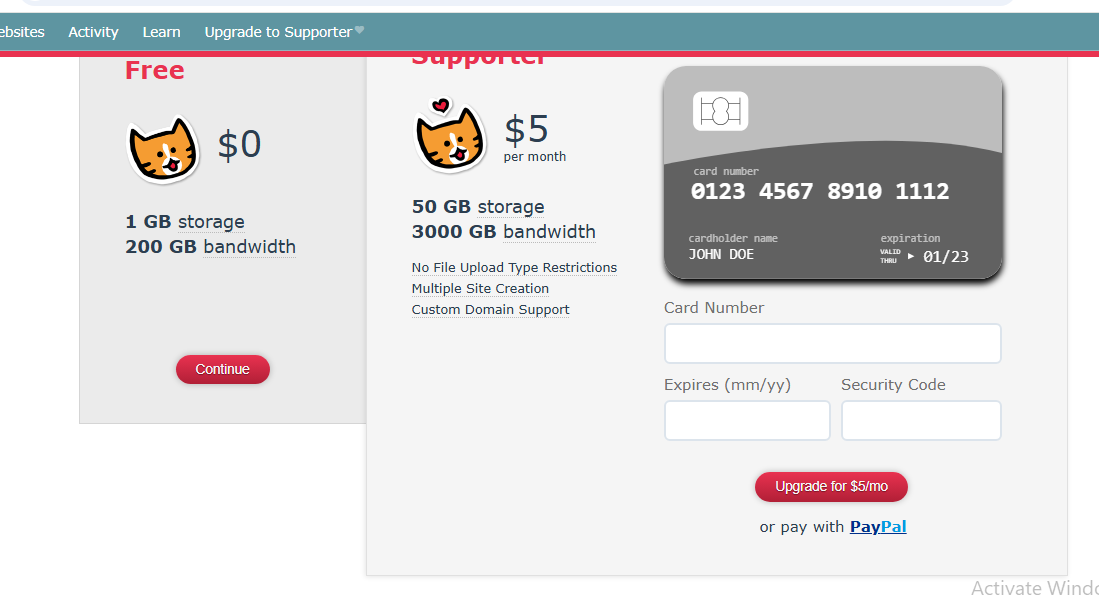 ebsites Activity Learn Upgrade to Supporter
Free
$0
1 GB storage
200 GB bandwidth
Continue
Supporter
$5
per month
50 GB storage
3000 GB bandwidth
No File Upload Type Restrictions
Multiple Site Creation
Custom Domain Support
card number
0123 4567 8910 1112
cardholder name
expiration
JOHN DOE
VALID
THRU
01/23
Card Number
Expires (mm/yy)
Security Code
Upgrade for $5/mo
or pay with PayPal
Activate Windo